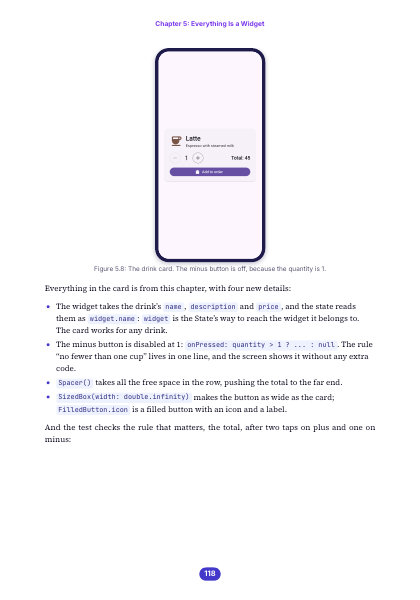 Chapter 5: Everything Is a Widget
Latte
Espresso with steamed milk
− 1 + Total: 45
Add to order
Figure 5.8: The drink card. The minus button is off, because the quantity is 1.
Everything in the card is from this chapter, with four new details:
• The widget takes the drink’s name, description and price, and the state reads
them as widget.name: widget is the State’s way to reach the widget it belongs to.
The card works for any drink.
• The minus button is disabled at 1: onPressed: quantity > 1 ? ... : null. The rule
“no fewer than one cup” lives in one line, and the screen shows it without any extra
code.
• Spacer() takes all the free space in the row, pushing the total to the far end.
• SizedBox(width: double.infinity) makes the button as wide as the card;
FilledButton.icon is a filled button with an icon and a label.
And the test checks the rule that matters, the total, after two taps on plus and one on
minus:
118